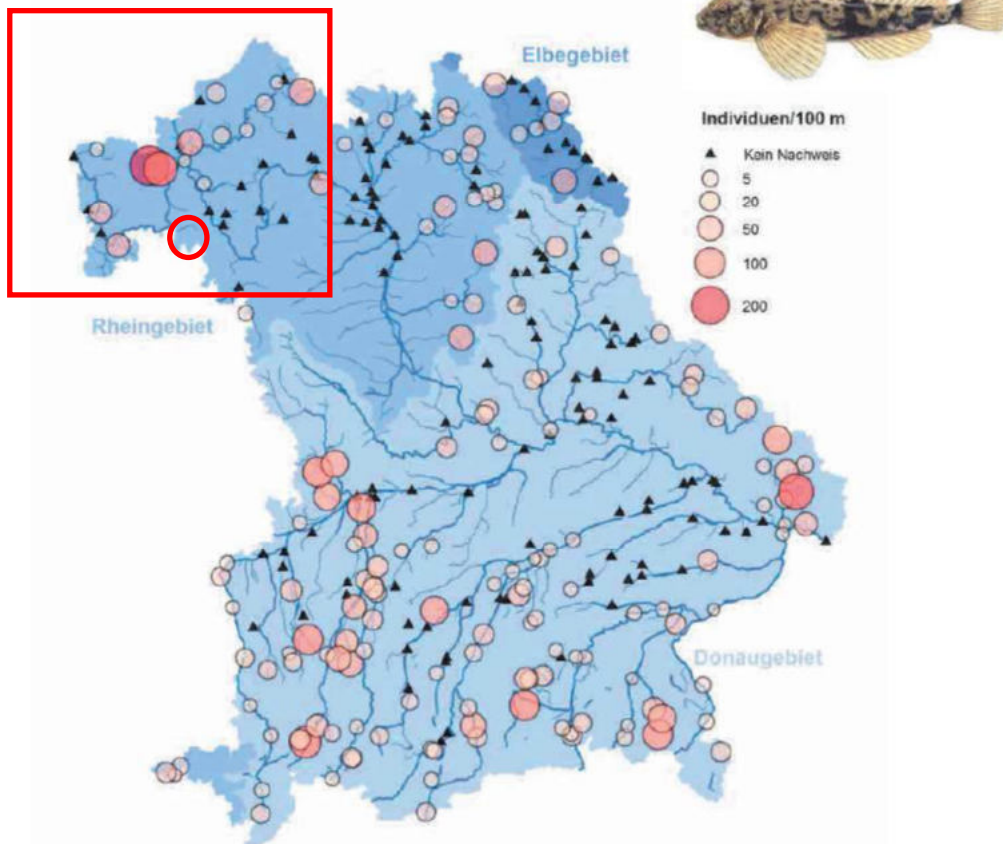 Elbegebiet
Individuen/100 m
Kein Nachweis
5
20
50
100
200
Rheingebiet
Donaugebiet